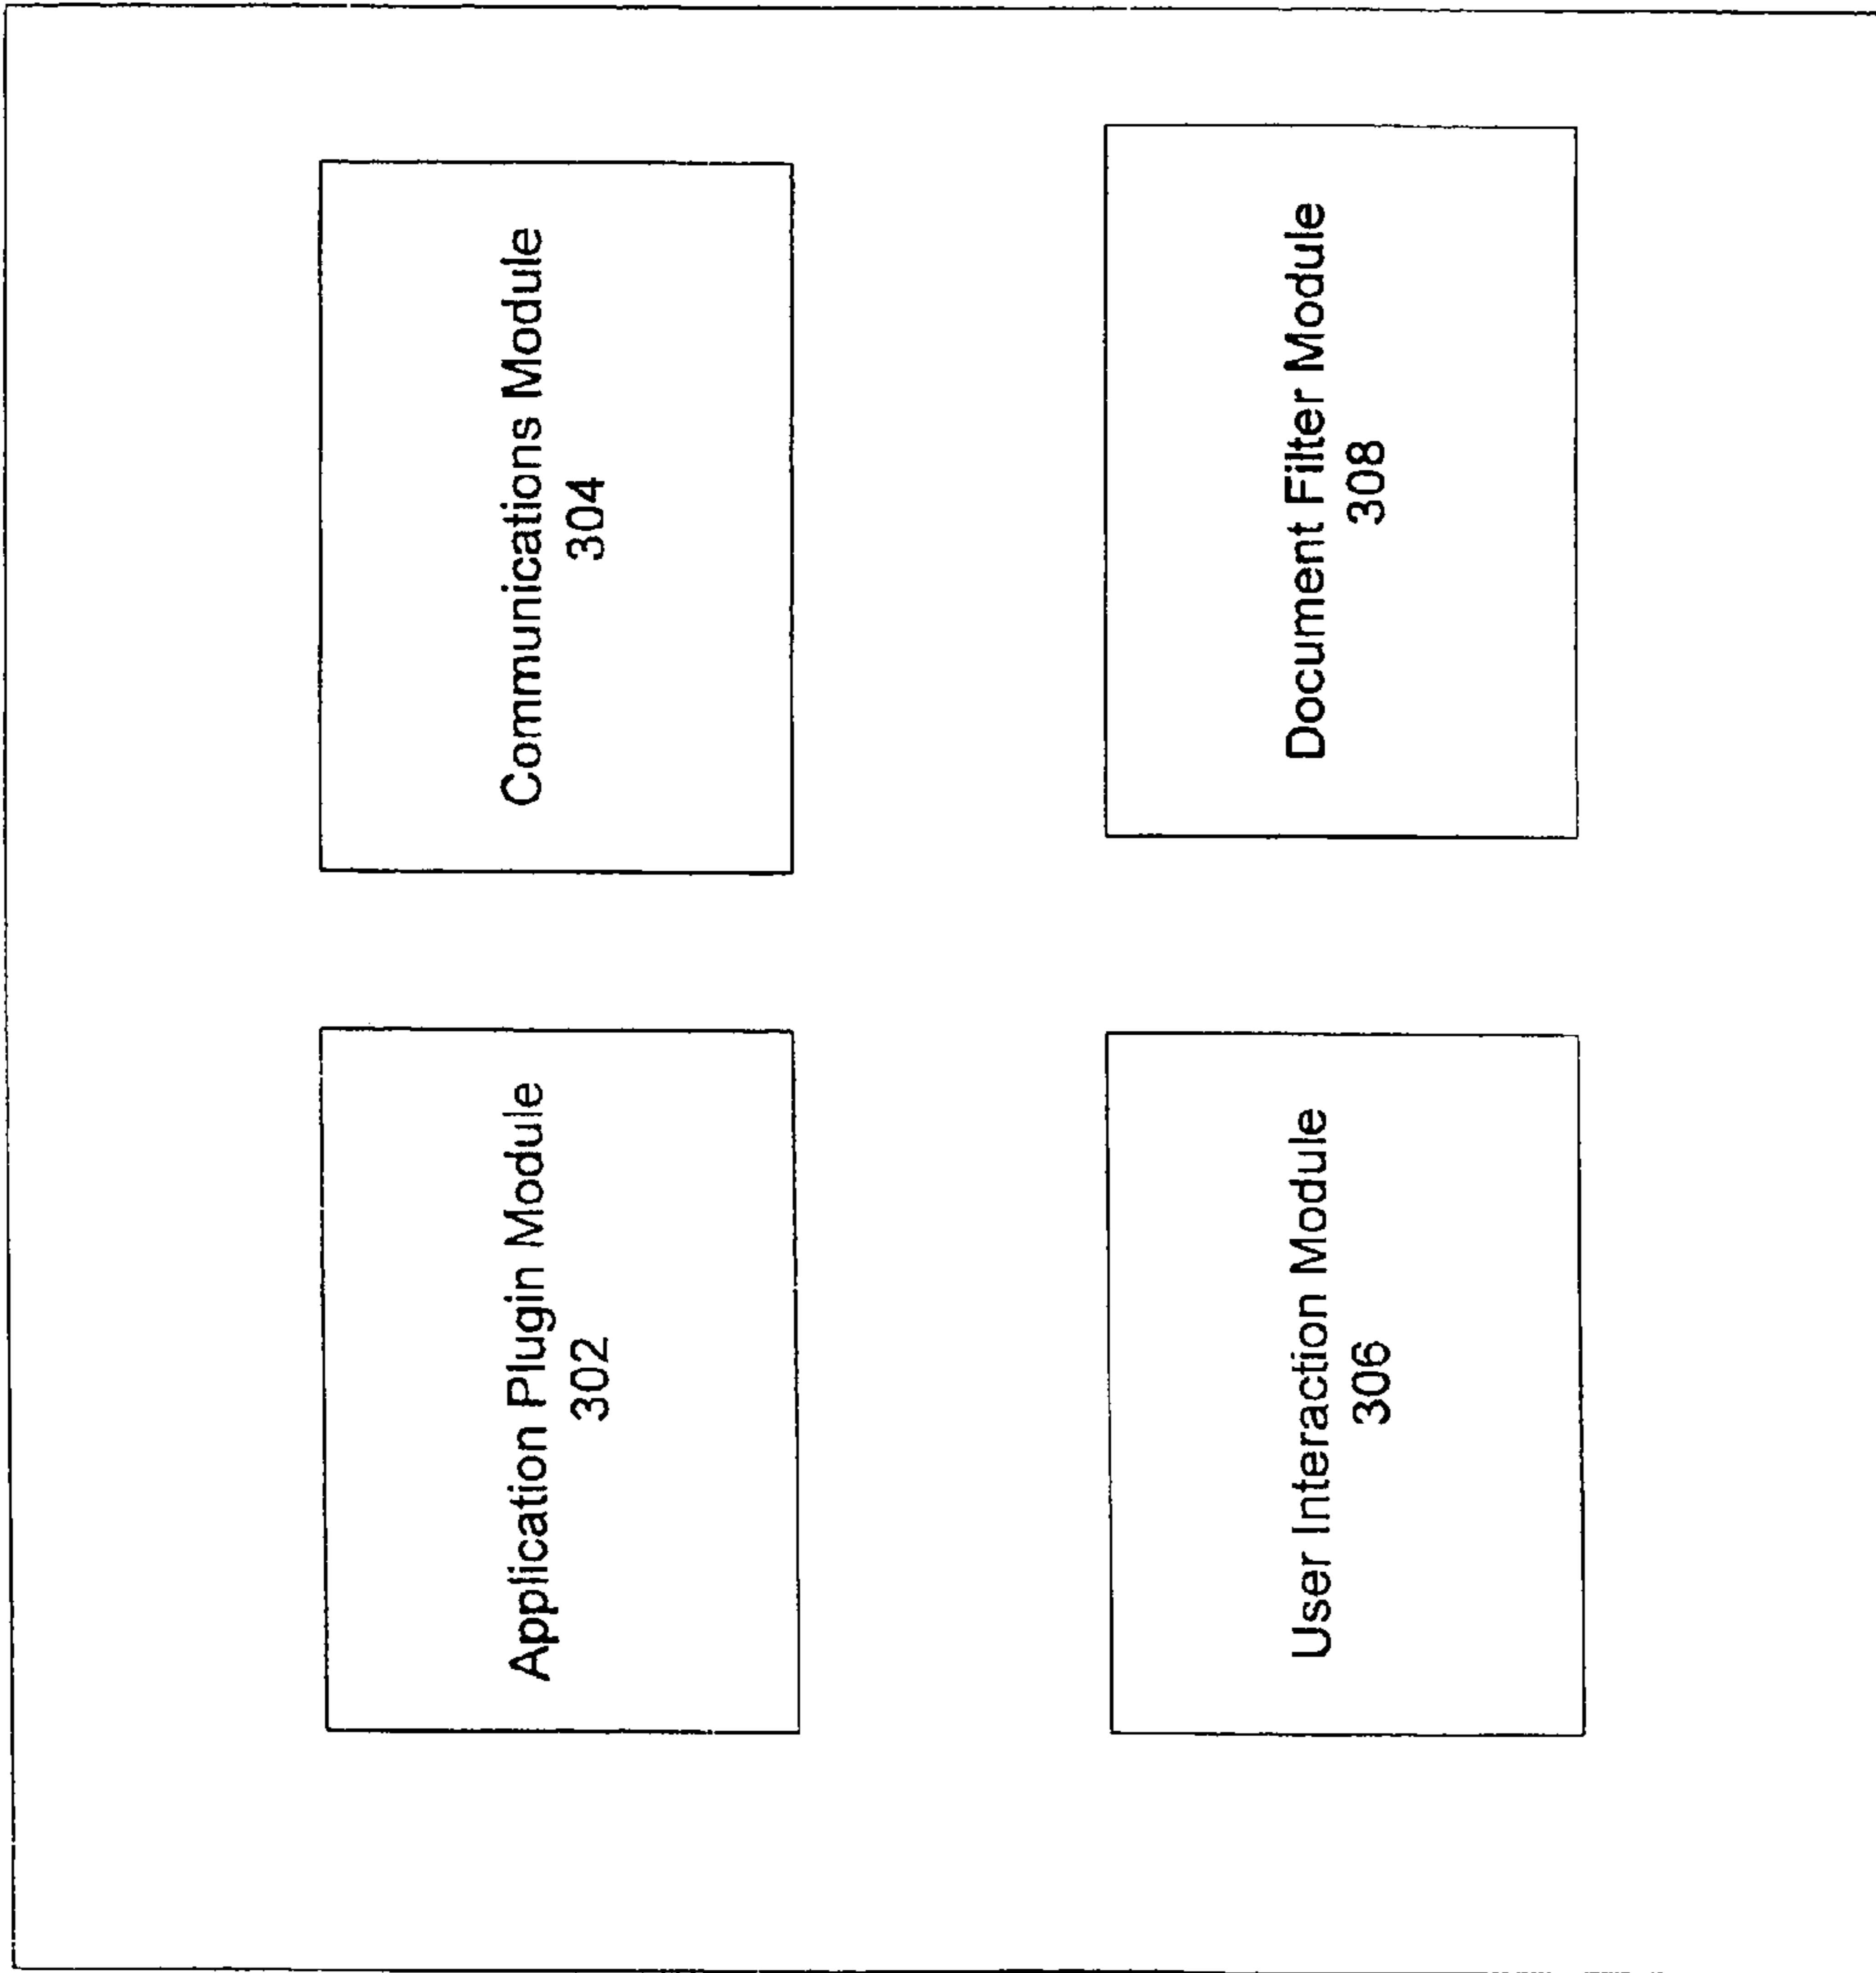 Application Plugin Module
302
Communications Module
304
User Interaction Module
306
Document Filter Module
308